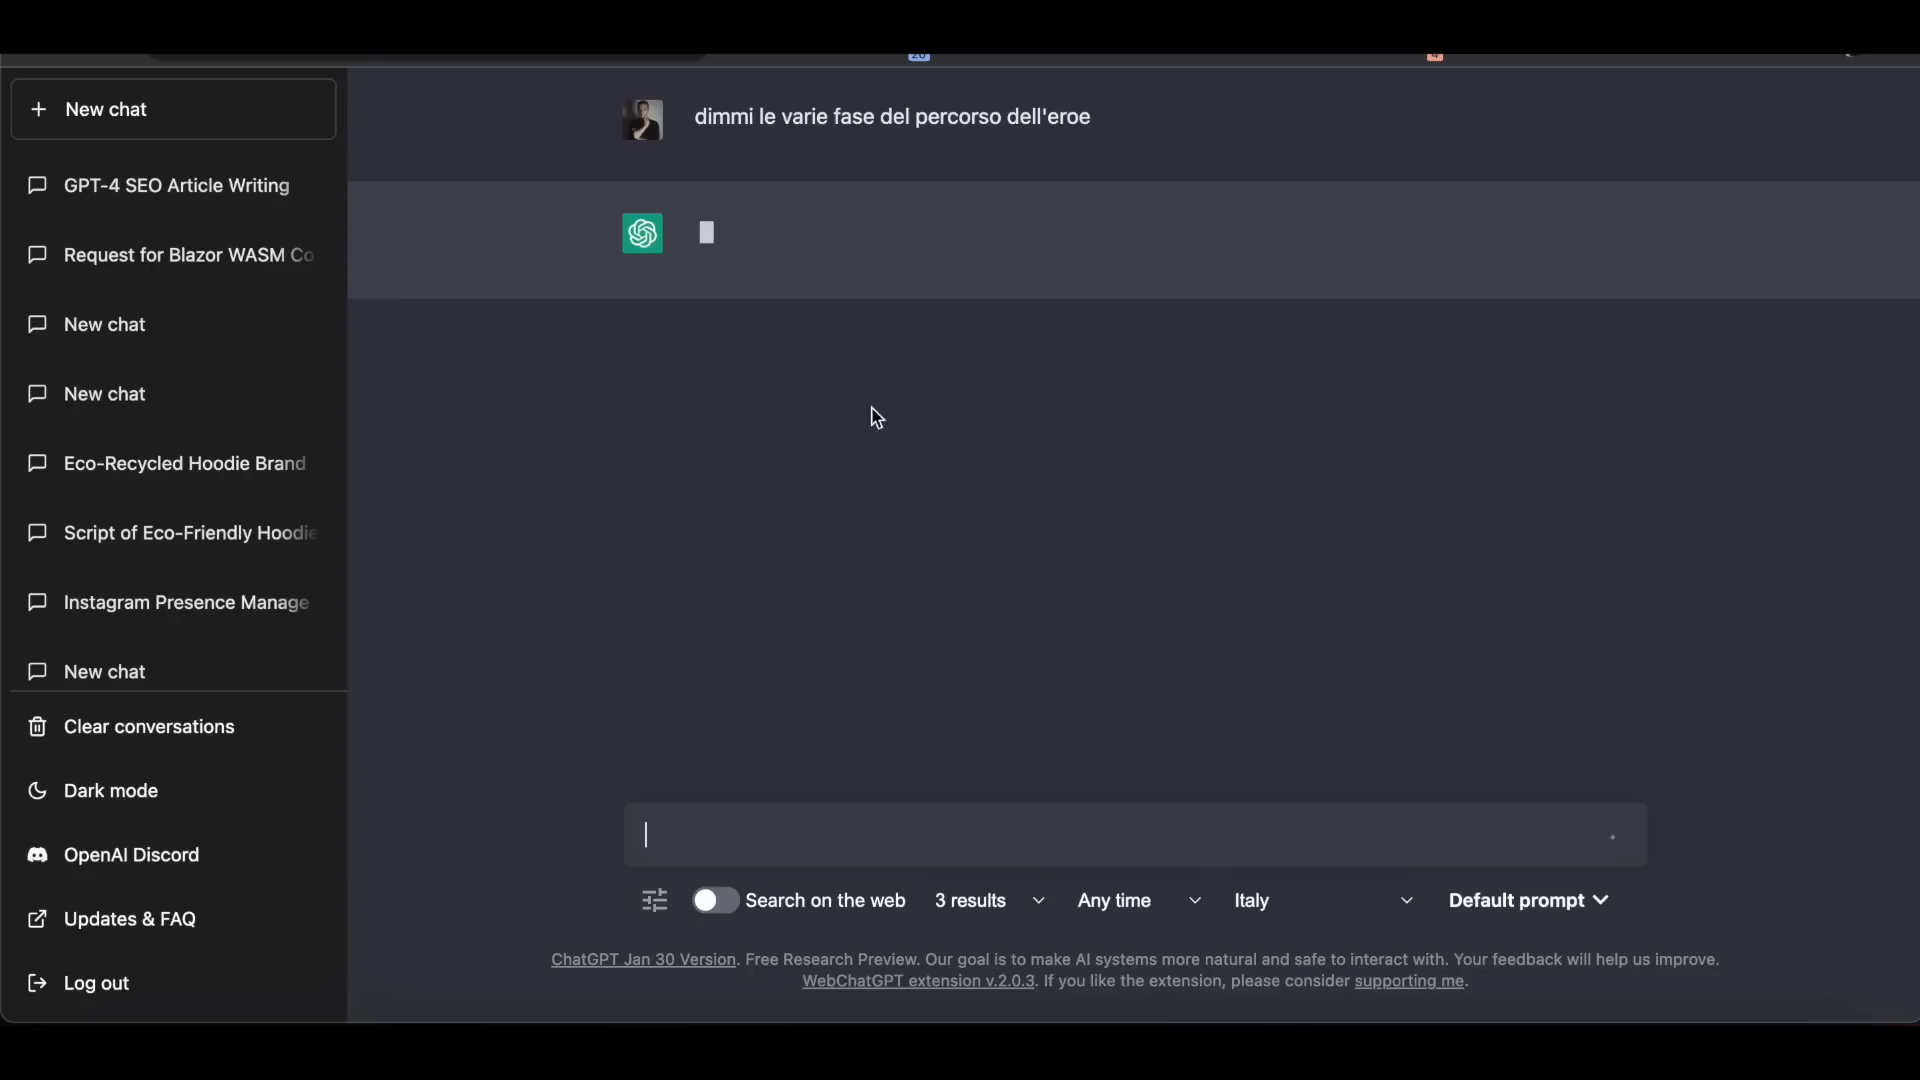 New chat
GPT-4 SEO Article Writing
Request for Blazor WASM Co
New chat
New chat
Eco-Recycled Hoodie Brand
Script of Eco-Friendly Hoodie
Instagram Presence Manage
New chat
Clear conversations
Dark mode
OpenAI Discord
Updates & FAQ
Log out
dimmi le varie fase del percorso dell'eroe
Search on the web 3 results Any time Italy Default prompt
ChatGPT Jan 30 Version. Free Research Preview. Our goal is to make AI systems more natural and safe to interact with. Your feedback will help us improve.
WebChatGPT extension v.2.0.3. If you like the extension, please consider supporting me.